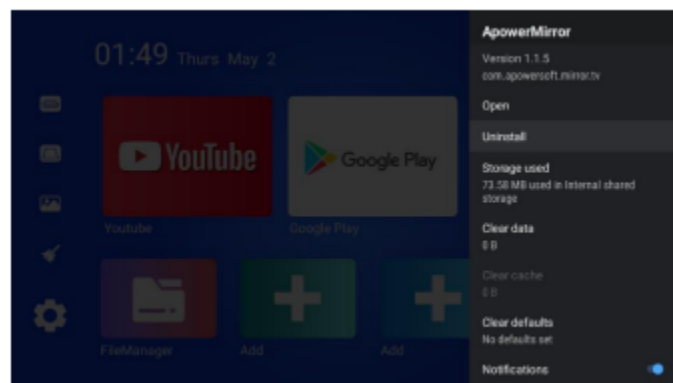 01:49 Thurs May 2
YouTube
Google Play
Youtube
Google Play
FileManager
Add
Add
ApowerMirror
Version 1.1.5
com.apowersoft.mirror.tv
Open
Uninstall
Storage used
73.58 MB used in Internal shared
storage
Clear data
0 B
Clear cache
0 B
Clear defaults
No defaults set
Notifications